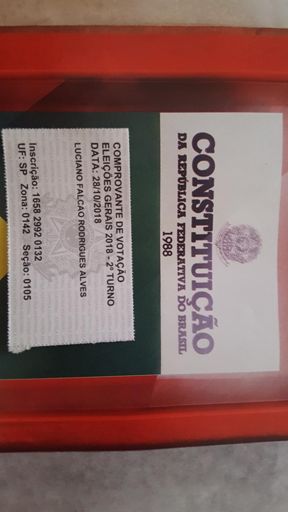 CONSTITUIÇÃO
DA REPÚBLICA FEDERATIVA DO BRASIL
1988
COMPROVANTE DE VOTAÇÃO
ELEIÇÕES GERAIS 2018 - 2º TURNO
DATA: 28/10/2018
LUCIANO FALCAO RODRIGUES ALVES
Inscrição: 1658 2992 0132
UF: SP Zona: 0142 Seção: 0105